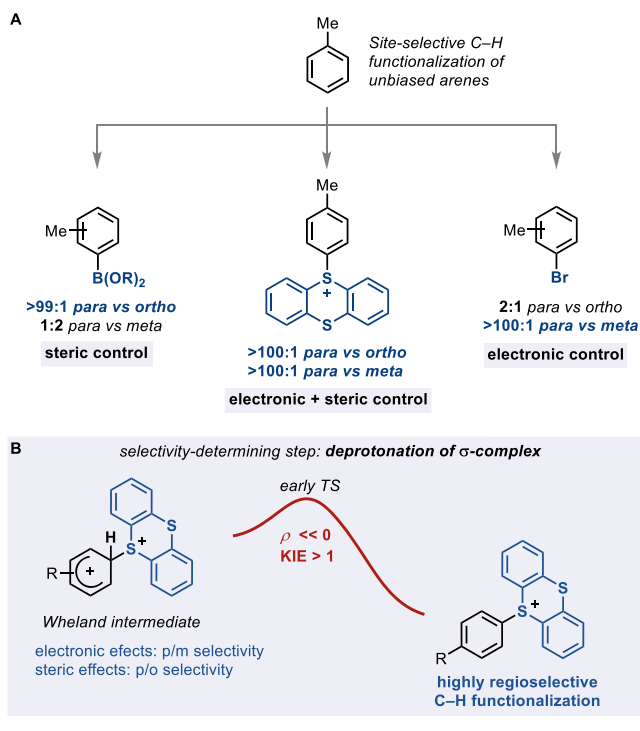 A
Me
Site-selective C–H
functionalization of
unbiased arenes
Me
B(OR)2
>99:1 para vs ortho
1:2 para vs meta
steric control
Me
S
+
S
>100:1 para vs ortho
>100:1 para vs meta
electronic + steric control
Me
Br
2:1 para vs ortho
>100:1 para vs meta
electronic control
B
selectivity-determining step: deprotonation of σ-complex
H
S
S
+
R
+
Wheland intermediate
electronic efects: p/m selectivity
steric effects: p/o selectivity
early TS
ρ << 0
KIE > 1
S
S
+
R
highly regioselective
C–H functionalization